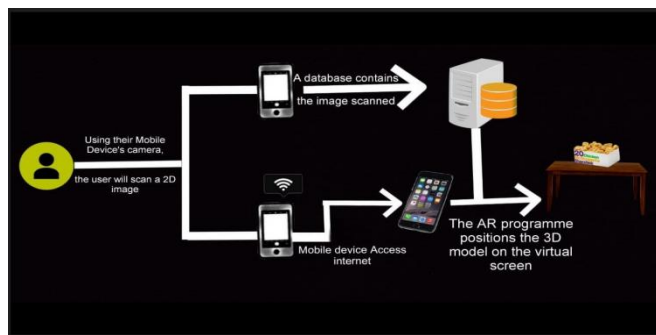 A database contains
the image scanned
Using their Mobile
Device's camera,
the user will scan a 2D
image
Mobile device Access
internet
The AR programme
positions the 3D
model on the virtual
screen